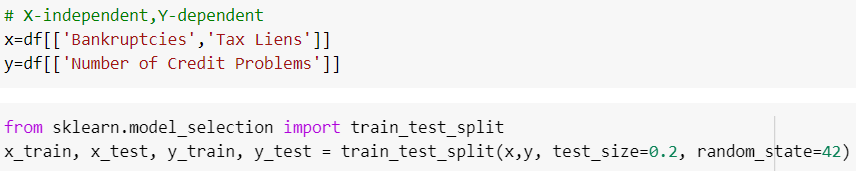 # X-independent,Y-dependent
x=df[['Bankruptcies','Tax Liens']]
y=df[['Number of Credit Problems']]
from sklearn.model_selection import train_test_split
x_train, x_test, y_train, y_test = train_test_split(x,y, test_size=0.2, random_state=42)